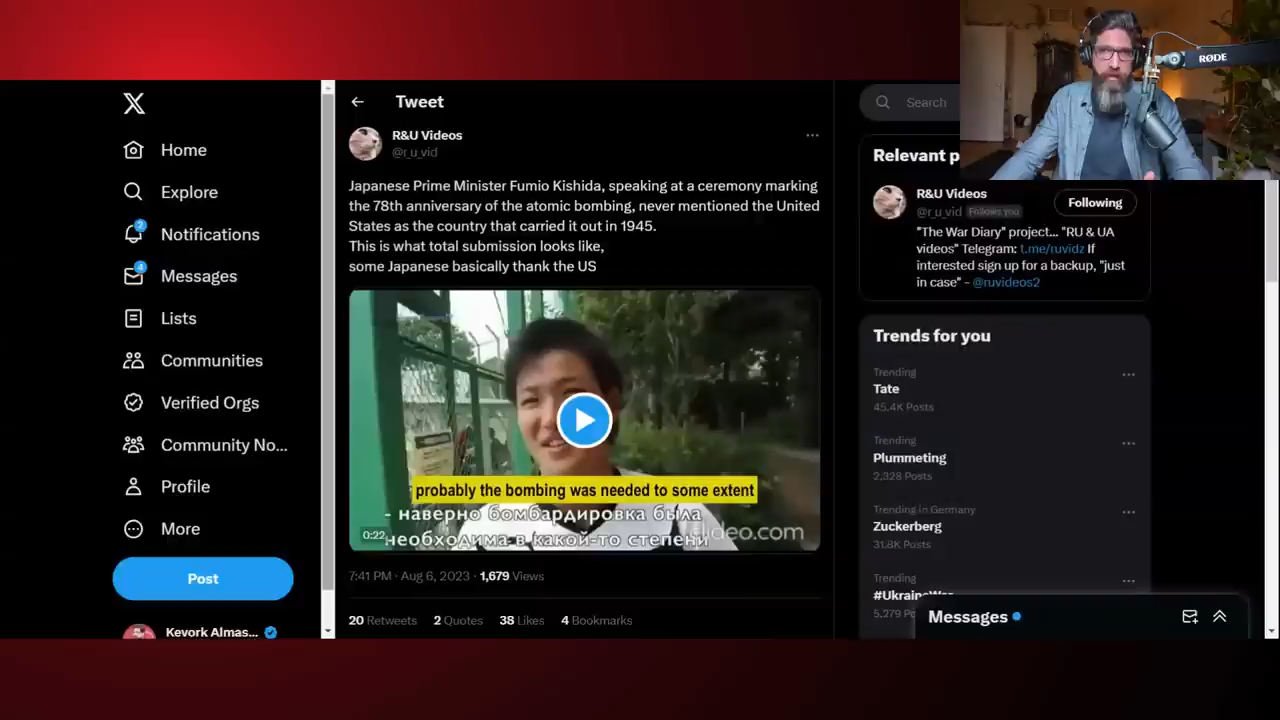 RØDE
Tweet
Search
R&U Videos
@r_u_vid
Japanese Prime Minister Fumio Kishida, speaking at a ceremony marking
the 78th anniversary of the atomic bombing, never mentioned the United
States as the country that carried it out in 1945.
This is what total submission looks like,
some Japanese basically thank the US
probably the bombing was needed to some extent
- наверно бомбардировка была
необходима в какой-то степени
deo.com
0:22
7:41 PM · Aug 6, 2023 · 1,679 Views
20 Retweets 2 Quotes 38 Likes 4 Bookmarks
Home
Explore
2
Notifications
4
Messages
Lists
Communities
Verified Orgs
Community No...
Profile
More
Post
Kevork Almas...
Relevant p
R&U Videos
@r_u_vid Follows you
Following
"The War Diary" project... "RU & UA
videos" Telegram: t.me/ruvidz If
interested sign up for a backup, "just
in case" - @ruvideos2
Trends for you
Trending
Tate
45.4K Posts
Trending
Plummeting
2,328 Posts
Trending in Germany
Zuckerberg
31.8K Posts
Trending
#UkraineWar
5,279 Po
Messages